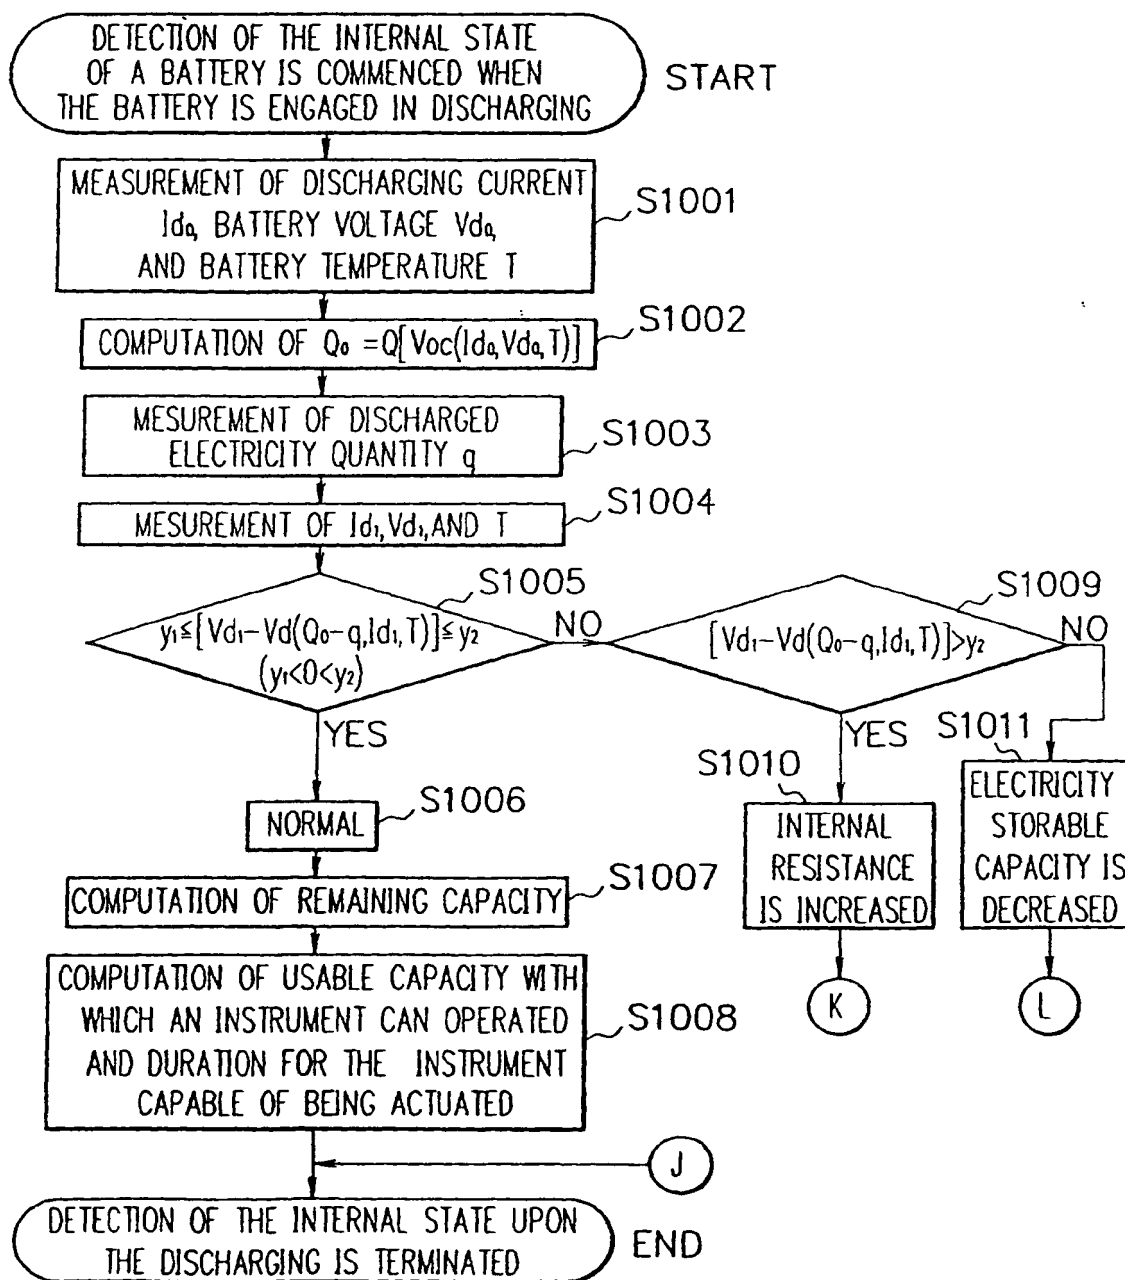 DETECTION OF THE INTERNAL STATE
OF A BATTERY IS COMMENCED WHEN
THE BATTERY IS ENGAGED IN DISCHARGING
START
MEASUREMENT OF DISCHARGING CURRENT
Id₀, BATTERY VOLTAGE Vd₀,
AND BATTERY TEMPERATURE T
S1001
COMPUTATION OF Q₀ =Q[Voc(Id₀,Vd₀,T)]
S1002
MESUREMENT OF DISCHARGED
ELECTRICITY QUANTITY q
S1003
MESUREMENT OF Id₁,Vd₁,AND T
S1004
y₁≤[Vd₁-Vd(Q₀-q,Id₁,T)]≤y₂
(y₁<0<y₂)
S1005
NO
YES
[Vd₁-Vd(Q₀-q,Id₁,T)]>y₂
S1009
NO
YES
NORMAL
S1006
S1010
INTERNAL
RESISTANCE
IS INCREASED
K
S1011
ELECTRICITY
STORABLE
CAPACITY IS
DECREASED
L
COMPUTATION OF REMAINING CAPACITY
S1007
COMPUTATION OF USABLE CAPACITY WITH
WHICH AN INSTRUMENT CAN OPERATED
AND DURATION FOR THE INSTRUMENT
CAPABLE OF BEING ACTUATED
S1008
J
DETECTION OF THE INTERNAL STATE UPON
THE DISCHARGING IS TERMINATED
END